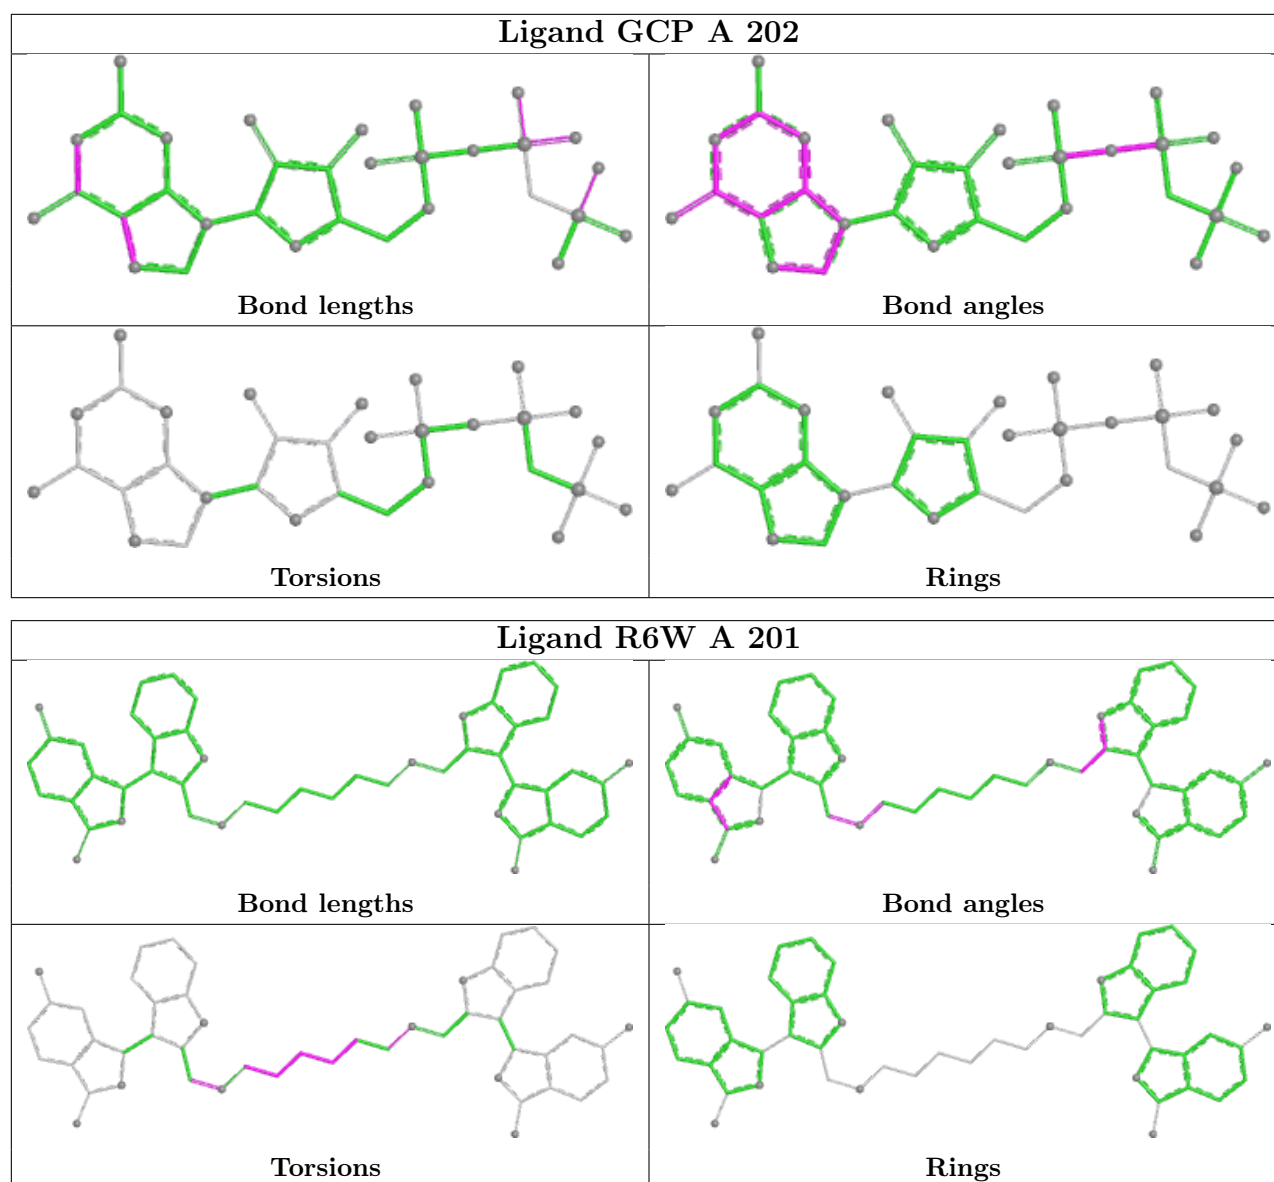 Ligand GCP A 202
Bond lengths
Bond angles
Torsions
Rings
Ligand R6W A 201
Bond lengths
Bond angles
Torsions
Rings